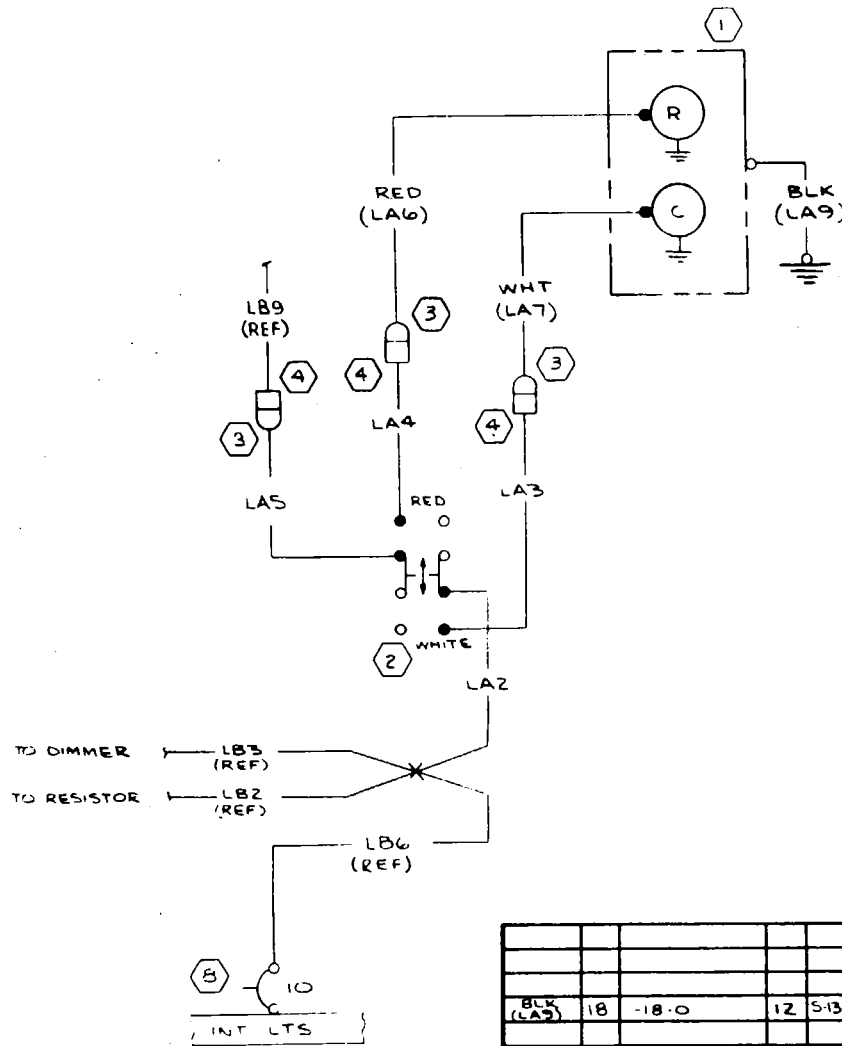 1
R
RED
(LA6)
BLK
(LA9)
C
WHT
(LA7)
LB9
(REF)
3
4
4
3
3
4
LA4
LA5
RED
LA3
2
WHITE
LA2
TO DIMMER
LB3
(REF)
TO RESISTOR
LB2
(REF)
LB6
(REF)
5
10
INT LTS
BLK
(LA9)
18
-18-0
12
S-13